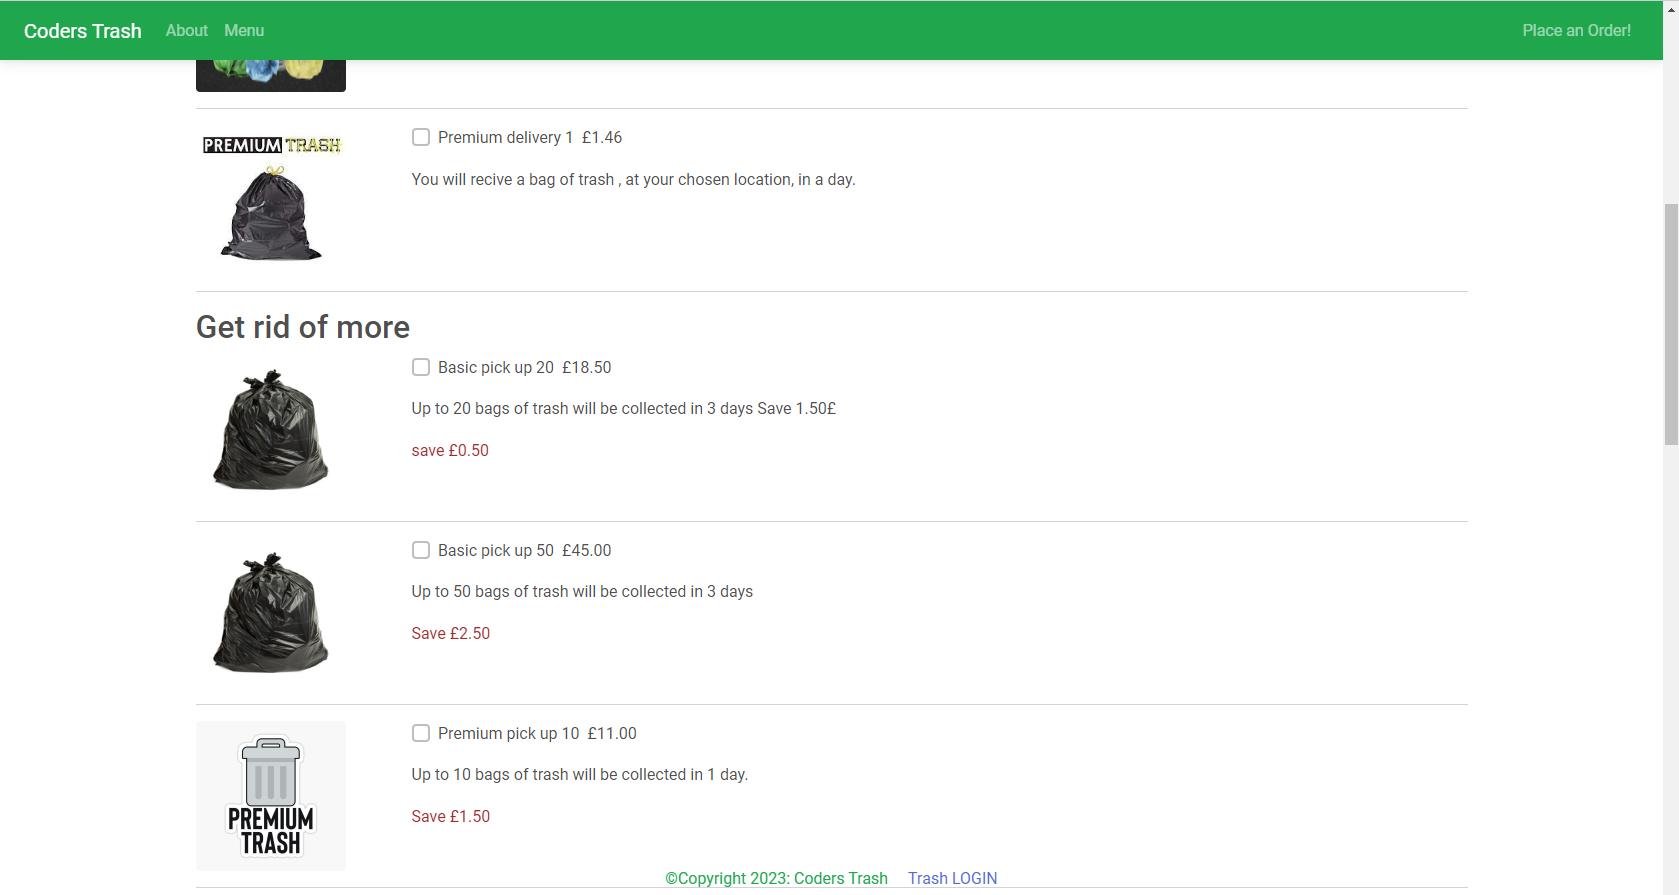 Coders Trash About Menu Place an Order!
PREMIUM TRASH
Premium delivery 1 £1.46
You will recive a bag of trash , at your chosen location, in a day.
Get rid of more
Basic pick up 20 £18.50
Up to 20 bags of trash will be collected in 3 days Save 1.50£
save £0.50
Basic pick up 50 £45.00
Up to 50 bags of trash will be collected in 3 days
Save £2.50
Premium pick up 10 £11.00
Up to 10 bags of trash will be collected in 1 day.
Save £1.50
PREMIUM
TRASH
©Copyright 2023: Coders Trash Trash LOGIN